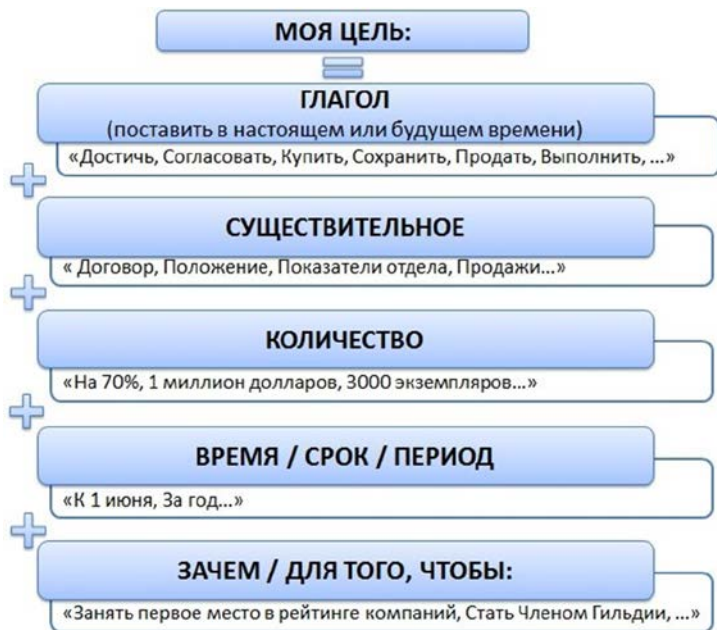 МОЯ ЦЕЛЬ:
ГЛАГОЛ
(поставить в настоящем или будущем времени)
«Достичь, Согласовать, Купить, Сохранить, Продать, Выполнить, ...»
СУЩЕСТВИТЕЛЬНОЕ
« Договор, Положение, Показатели отдела, Продажи...»
КОЛИЧЕСТВО
«На 70%, 1 миллион долларов, 3000 экземпляров...»
ВРЕМЯ / СРОК / ПЕРИОД
«К 1 июня, За год...»
ЗАЧЕМ / ДЛЯ ТОГО, ЧТОБЫ:
«Занять первое место в рейтинге компаний, Стать Членом Гильдии, ...»